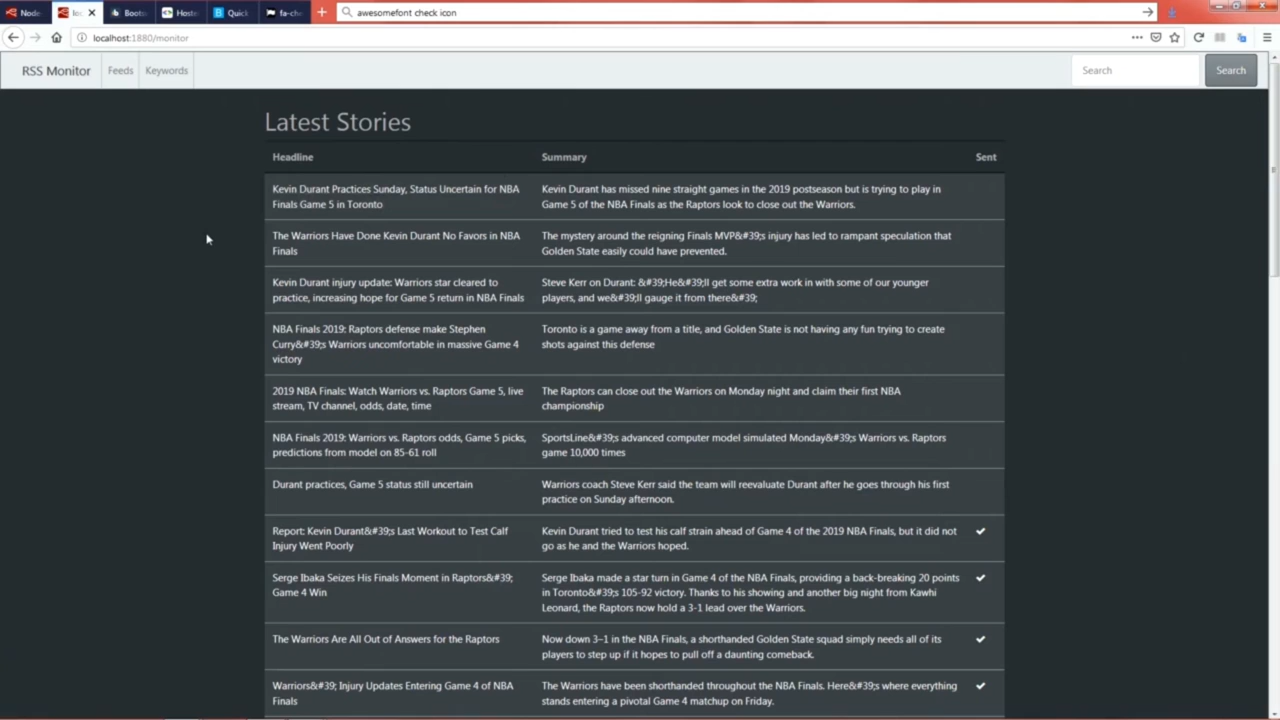 Node
loc
Boots
Hoste
Quick
fa-che
awesomefont check icon
localhost:1880/monitor
RSS Monitor Feeds Keywords Search Search
Latest Stories
Headline Summary Sent
Kevin Durant Practices Sunday, Status Uncertain for NBA
Finals Game 5 in Toronto
Kevin Durant has missed nine straight games in the 2019 postseason but is trying to play in
Game 5 of the NBA Finals as the Raptors look to close out the Warriors.
The Warriors Have Done Kevin Durant No Favors in NBA
Finals
The mystery around the reigning Finals MVP&#39;s injury has led to rampant speculation that
Golden State easily could have prevented.
Kevin Durant injury update: Warriors star cleared to
practice, increasing hope for Game 5 return in NBA Finals
Steve Kerr on Durant: &#39;He&#39;ll get some extra work in with some of our younger
players, and we&#39;ll gauge it from there&#39;
NBA Finals 2019: Raptors defense make Stephen
Curry&#39;s Warriors uncomfortable in massive Game 4
victory
Toronto is a game away from a title, and Golden State is not having any fun trying to create
shots against this defense
2019 NBA Finals: Watch Warriors vs. Raptors Game 5, live
stream, TV channel, odds, date, time
The Raptors can close out the Warriors on Monday night and claim their first NBA
championship
NBA Finals 2019: Warriors vs. Raptors odds, Game 5 picks,
predictions from model on 85-61 roll
SportsLine&#39;s advanced computer model simulated Monday&#39;s Warriors vs. Raptors
game 10,000 times
Durant practices, Game 5 status still uncertain
Warriors coach Steve Kerr said the team will reevaluate Durant after he goes through his first
practice on Sunday afternoon.
Report: Kevin Durant&#39;s Last Workout to Test Calf
Injury Went Poorly
Kevin Durant tried to test his calf strain ahead of Game 4 of the 2019 NBA Finals, but it did not
go as he and the Warriors hoped.
Serge Ibaka Seizes His Finals Moment in Raptors&#39;
Game 4 Win
Serge Ibaka made a star turn in Game 4 of the NBA Finals, providing a back-breaking 20 points
in Toronto&#39;s 105-92 victory. Thanks to his showing and another big night from Kawhi
Leonard, the Raptors now hold a 3-1 lead over the Warriors.
The Warriors Are All Out of Answers for the Raptors
Now down 3–1 in the NBA Finals, a shorthanded Golden State squad simply needs all of its
players to step up if it hopes to pull off a daunting comeback.
Warriors&#39; Injury Updates Entering Game 4 of NBA
Finals
The Warriors have been shorthanded throughout the NBA Finals. Here&#39;s where everything
stands entering a pivotal Game 4 matchup on Friday.